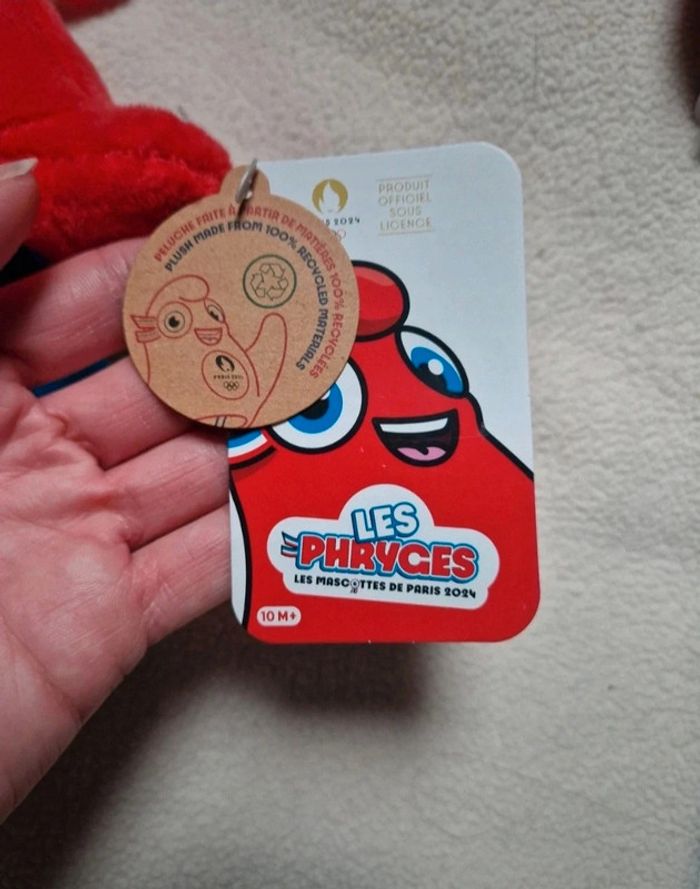 PELUCHE FAITE À PARTIR DE MATIÈRES 100% RECYCLÉES
PLUSH MADE FROM 100% RECYCLED MATERIALS
PARIS 2024
2024
PRODUIT
OFFICIEL
SOUS
LICENCE
LES
PHRYGES
LES MASCOTTES DE PARIS 2024
10 M+